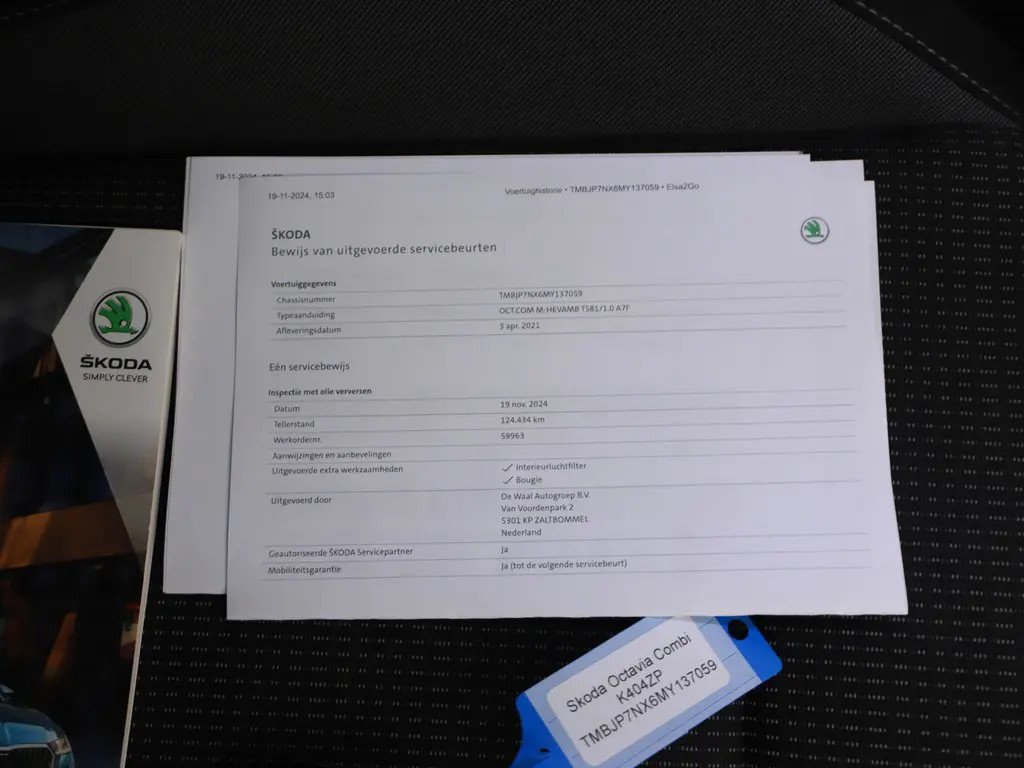 19-11-2024
19-11-2024, 15:03
Voertuighistorie • TMBJP7NX6MY137059 • Elsa2Go
ŠKODA
Bewijs van uitgevoerde servicebeurten
Voertuiggegevens
Chassisnummer TMBJP7NX6MY137059
Typeaanduiding OCT.COM M-HEVAMB TS81/1.0 A7F
Afleveringsdatum 3 apr. 2021
Eén servicebewijs
Inspectie met olie verversen
Datum 19 nov. 2024
Tellerstand 124.434 km
Werkordernr. 59963
Aanwijzingen en aanbevelingen
Uitgevoerde extra werkzaamheden ✓ Interieurluchtfilter
✓ Bougie
Uitgevoerd door De Waal Autogroep B.V.
Van Voordenpark 2
5301 KP ZALTBOMMEL
Nederland
Geautoriseerde ŠKODA Servicepartner Ja
Mobiliteitsgarantie Ja (tot de volgende servicebeurt)
ŠKODA
SIMPLY CLEVER
Skoda Octavia Combi
K404ZP
TMBJP7NX6MY137059